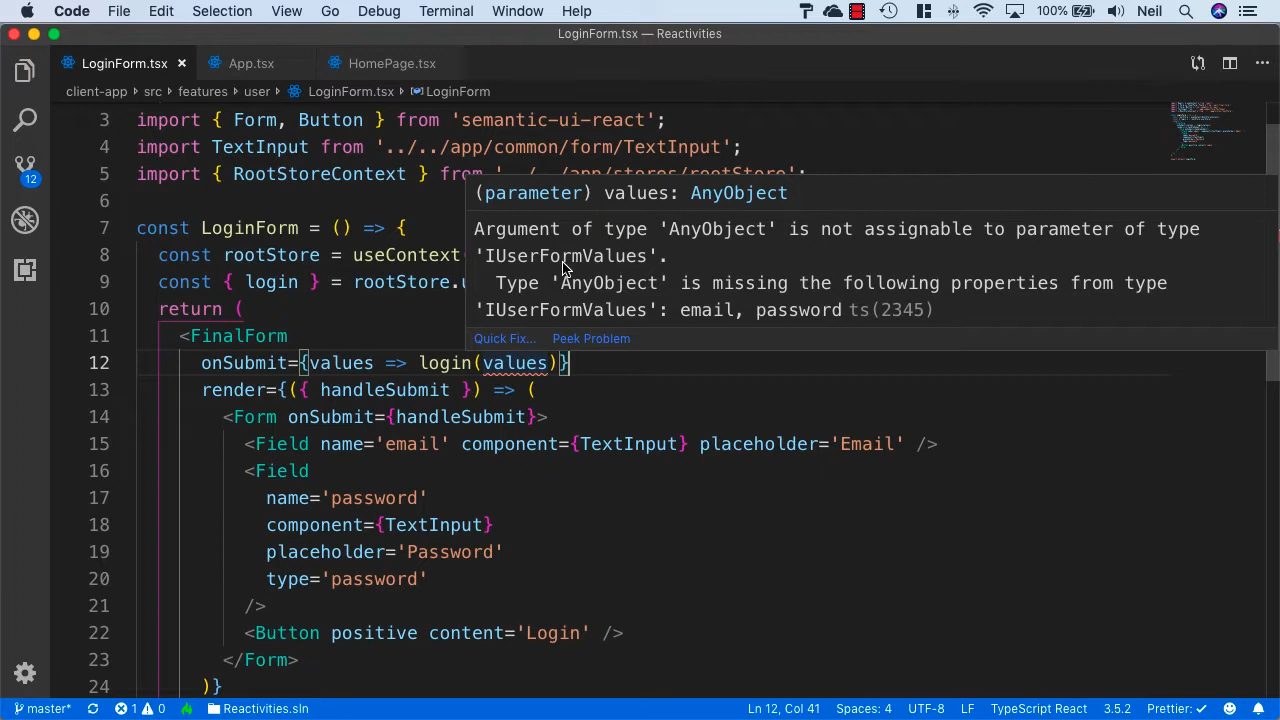 Code File Edit Selection View Go Debug Terminal Window Help 100% Neil
LoginForm.tsx — Reactivities
LoginForm.tsx × App.tsx HomePage.tsx
client-app › src › features › user › LoginForm.tsx › LoginForm
3 import { Form, Button } from 'semantic-ui-react';
4 import TextInput from '../../app/common/form/TextInput';
5 import { RootStoreContext } from '../../app/stores/rootStore';
6
(parameter) values: AnyObject
7 const LoginForm = () => {
Argument of type 'AnyObject' is not assignable to parameter of type
8 const rootStore = useContext
'IUserFormValues'.
9 const { login } = rootStore.u
Type 'AnyObject' is missing the following properties from type
10 return (
'IUserFormValues': email, password ts(2345)
11 <FinalForm
Quick Fix... Peek Problem
12 onSubmit={values => login(values)}
13 render={({ handleSubmit }) => (
14 <Form onSubmit={handleSubmit}>
15 <Field name='email' component={TextInput} placeholder='Email' />
16 <Field
17 name='password'
18 component={TextInput}
19 placeholder='Password'
20 type='password'
21 />
22 <Button positive content='Login' />
23 </Form>
24 )}
12
master* 1 0 Reactivities.sln Ln 12, Col 41 Spaces: 4 UTF-8 LF TypeScript React 3.5.2 Prettier: ✓